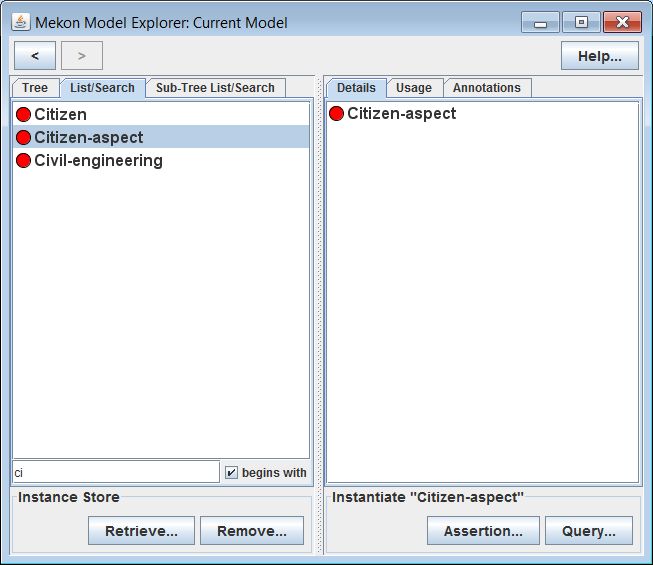 Mekon Model Explorer: Current Model
< > Help...
Tree List/Search Sub-Tree List/Search Details Usage Annotations
Citizen
Citizen-aspect
Civil-engineering
Citizen-aspect
ci begins with
Instance Store
Retrieve... Remove...
Instantiate "Citizen-aspect"
Assertion... Query...